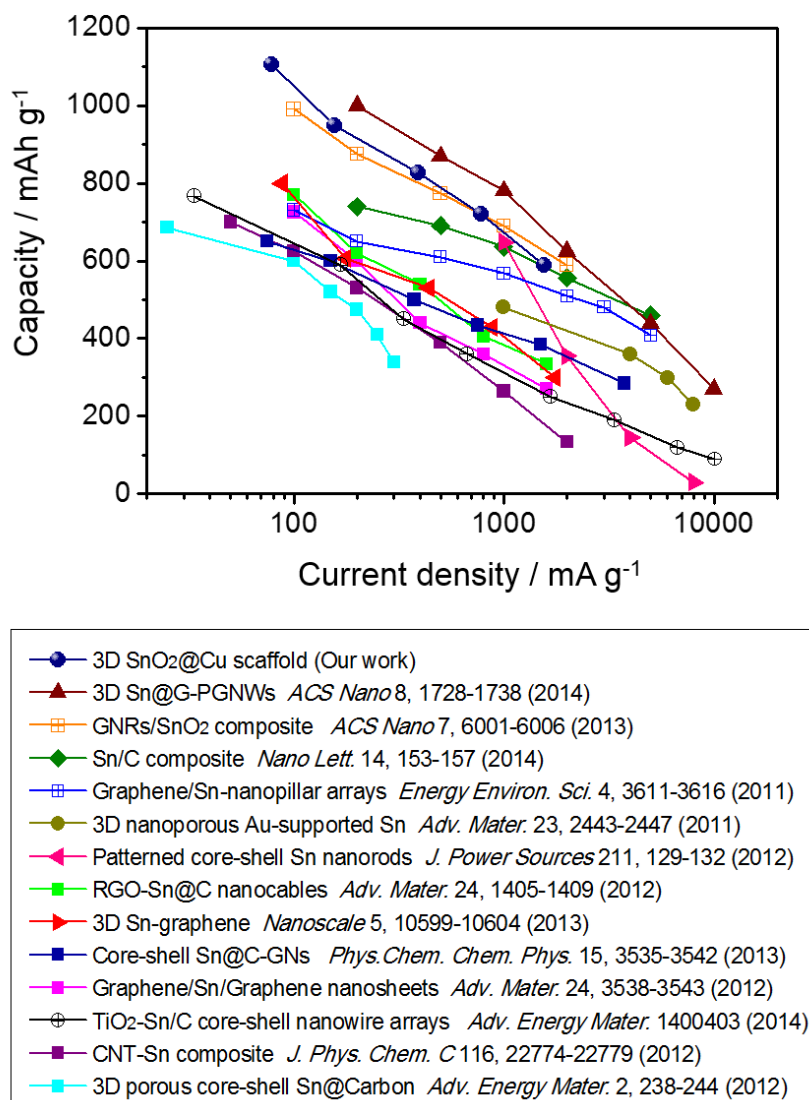 1200
1000
800
600
400
200
0
Capacity / mAh g⁻¹
100 1000 10000
Current density / mA g⁻¹
3D SnO₂@Cu scaffold (Our work)
3D Sn@G-PGNWs ACS Nano 8, 1728-1738 (2014)
GNRs/SnO₂ composite ACS Nano 7, 6001-6006 (2013)
Sn/C composite Nano Lett. 14, 153-157 (2014)
Graphene/Sn-nanopillar arrays Energy Environ. Sci. 4, 3611-3616 (2011)
3D nanoporous Au-supported Sn Adv. Mater. 23, 2443-2447 (2011)
Patterned core-shell Sn nanorods J. Power Sources 211, 129-132 (2012)
RGO-Sn@C nanocables Adv. Mater. 24, 1405-1409 (2012)
3D Sn-graphene Nanoscale 5, 10599-10604 (2013)
Core-shell Sn@C-GNs Phys.Chem. Chem. Phys. 15, 3535-3542 (2013)
Graphene/Sn/Graphene nanosheets Adv. Mater. 24, 3538-3543 (2012)
TiO₂-Sn/C core-shell nanowire arrays Adv. Energy Mater. 1400403 (2014)
CNT-Sn composite J. Phys. Chem. C 116, 22774-22779 (2012)
3D porous core-shell Sn@Carbon Adv. Energy Mater. 2, 238-244 (2012)